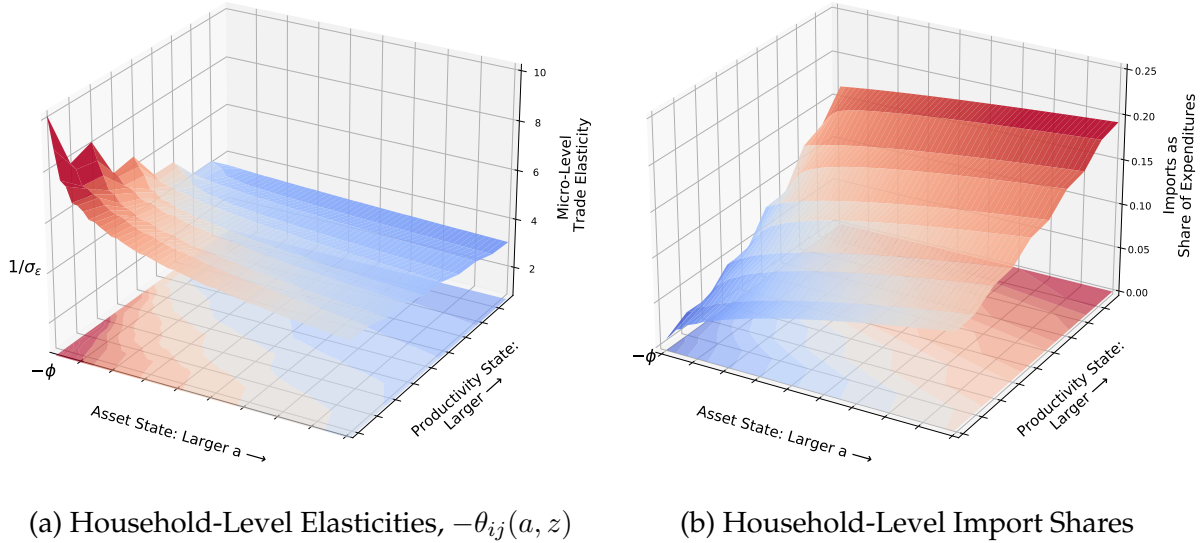 10
8
6
4
2
Micro-Level
Trade Elasticity
1/σε
−ϕ
Asset State: Larger a ⟶
Productivity State:
Larger ⟶
0.25
0.20
0.15
0.10
0.05
0.00
Imports as
Share of Expenditures
−ϕ
Asset State: Larger a ⟶
Productivity State:
Larger ⟶
(a) Household-Level Elasticities, −θij(a, z)
(b) Household-Level Import Shares